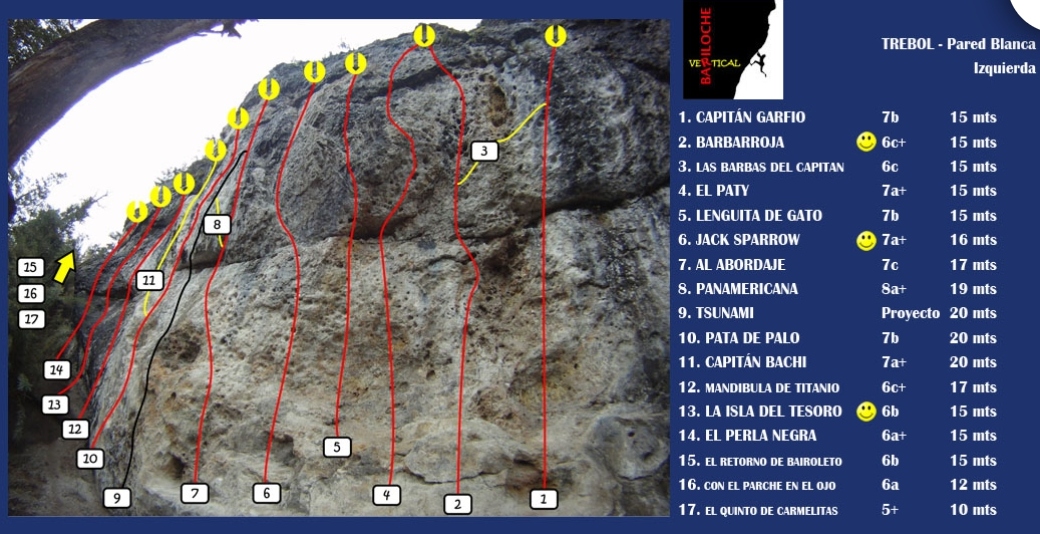 BARILOCHE
VERTICAL
TREBOL - Pared Blanca
Izquierda
1. CAPITÁN GARFIO 7b 15 mts
2. BARBARROJA 6c+ 15 mts
3. LAS BARBAS DEL CAPITAN 6c 15 mts
4. EL PATY 7a+ 15 mts
5. LENGUITA DE GATO 7b 15 mts
6. JACK SPARROW 7a+ 16 mts
7. AL ABORDAJE 7c 17 mts
8. PANAMERICANA 8a+ 19 mts
9. TSUNAMI Proyecto 20 mts
10. PATA DE PALO 7b 20 mts
11. CAPITÁN BACHI 7a+ 20 mts
12. MANDIBULA DE TITANIO 6c+ 17 mts
13. LA ISLA DEL TESORO 6b 15 mts
14. EL PERLA NEGRA 6a+ 15 mts
15. EL RETORNO DE BAIROLETO 6b 15 mts
16. CON EL PARCHE EN EL OJO 6a 12 mts
17. EL QUINTO DE CARMELITAS 5+ 10 mts
3
8
15
11
16
17
14
13
12
5
10
9
7
6
4
2
1